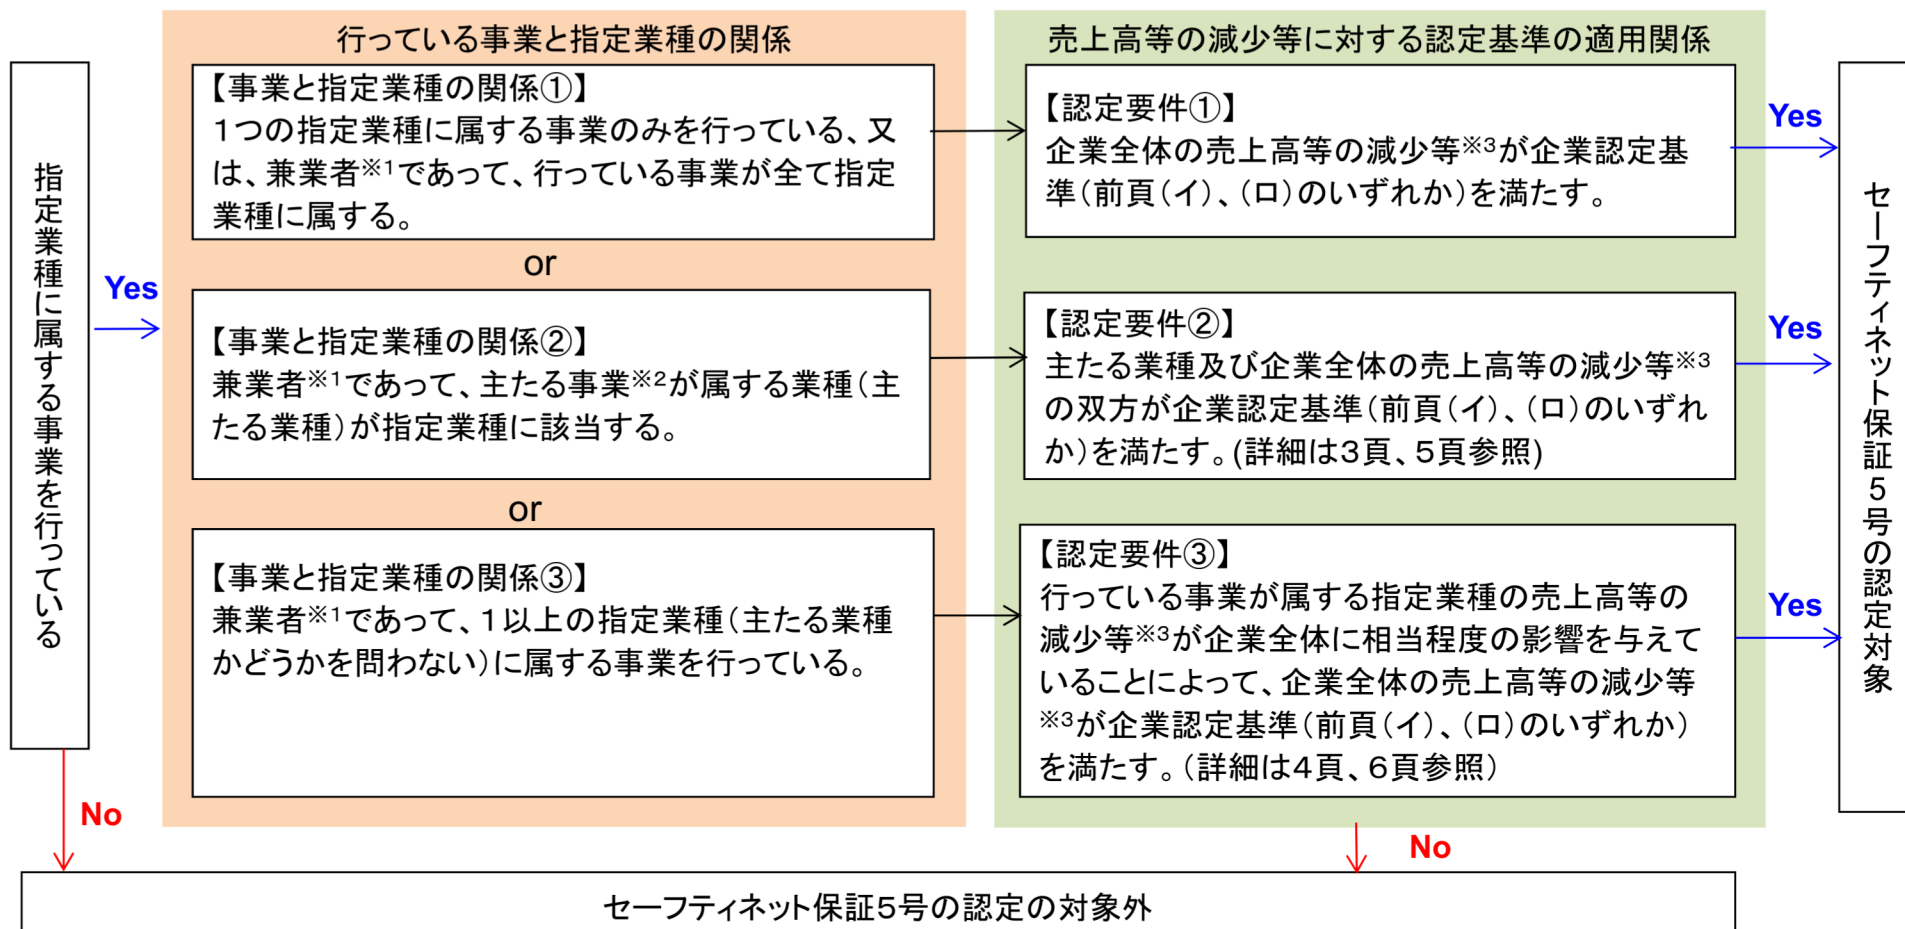 指定業種に属する事業を行っている
Yes
No
行っている事業と指定業種の関係
【事業と指定業種の関係①】
１つの指定業種に属する事業のみを行っている、又
は、兼業者※1であって、行っている事業が全て指定
業種に属する。
or
【事業と指定業種の関係②】
兼業者※1であって、主たる事業※2が属する業種（主
たる業種）が指定業種に該当する。
or
【事業と指定業種の関係③】
兼業者※1であって、１以上の指定業種（主たる業種
かどうかを問わない）に属する事業を行っている。
売上高等の減少等に対する認定基準の適用関係
【認定要件①】
企業全体の売上高等の減少等※3が企業認定基
準（前頁（イ）、（ロ）のいずれか）を満たす。
Yes
【認定要件②】
主たる業種及び企業全体の売上高等の減少等※3
の双方が企業認定基準（前頁（イ）、（ロ）のいずれ
か）を満たす。(詳細は３頁、５頁参照)
Yes
【認定要件③】
行っている事業が属する指定業種の売上高等の
減少等※3が企業全体に相当程度の影響を与えて
いることによって、企業全体の売上高等の減少等
※3が企業認定基準（前頁（イ）、（ロ）のいずれか）
を満たす。（詳細は４頁、６頁参照）
Yes
No
セーフティネット保証５号の認定対象
セーフティネット保証5号の認定の対象外